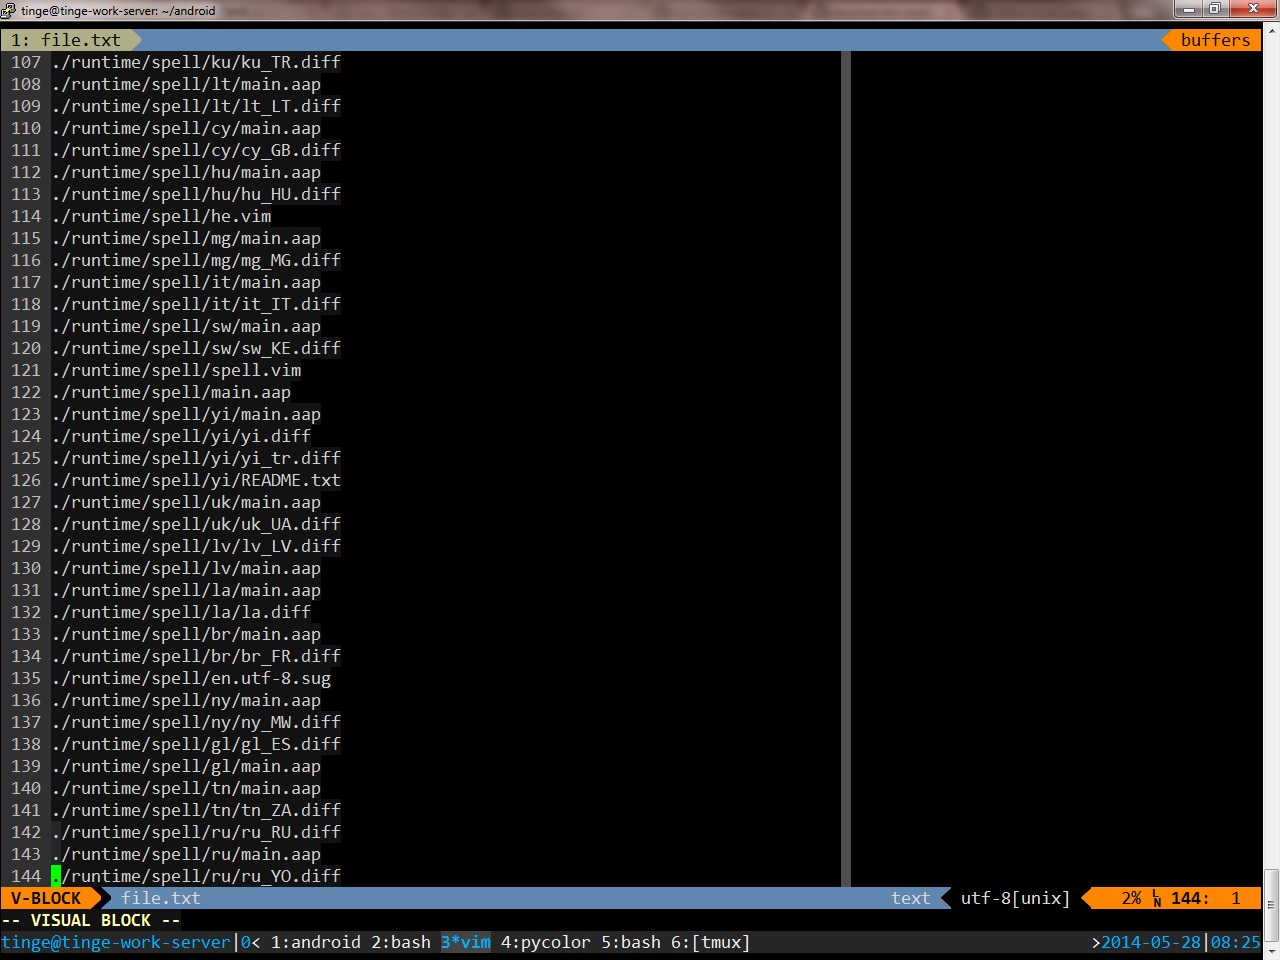 tinge@tinge-work-server: ~/android
1: file.txt buffers
107 ./runtime/spell/ku/ku_TR.diff
108 ./runtime/spell/lt/main.aap
109 ./runtime/spell/lt/lt_LT.diff
110 ./runtime/spell/cy/main.aap
111 ./runtime/spell/cy/cy_GB.diff
112 ./runtime/spell/hu/main.aap
113 ./runtime/spell/hu/hu_HU.diff
114 ./runtime/spell/he.vim
115 ./runtime/spell/mg/main.aap
116 ./runtime/spell/mg/mg_MG.diff
117 ./runtime/spell/it/main.aap
118 ./runtime/spell/it/it_IT.diff
119 ./runtime/spell/sw/main.aap
120 ./runtime/spell/sw/sw_KE.diff
121 ./runtime/spell/spell.vim
122 ./runtime/spell/main.aap
123 ./runtime/spell/yi/main.aap
124 ./runtime/spell/yi/yi.diff
125 ./runtime/spell/yi/yi_tr.diff
126 ./runtime/spell/yi/README.txt
127 ./runtime/spell/uk/main.aap
128 ./runtime/spell/uk/uk_UA.diff
129 ./runtime/spell/lv/lv_LV.diff
130 ./runtime/spell/lv/main.aap
131 ./runtime/spell/la/main.aap
132 ./runtime/spell/la/la.diff
133 ./runtime/spell/br/main.aap
134 ./runtime/spell/br/br_FR.diff
135 ./runtime/spell/en.utf-8.sug
136 ./runtime/spell/ny/main.aap
137 ./runtime/spell/ny/ny_MW.diff
138 ./runtime/spell/gl/gl_ES.diff
139 ./runtime/spell/gl/main.aap
140 ./runtime/spell/tn/main.aap
141 ./runtime/spell/tn/tn_ZA.diff
142 ./runtime/spell/ru/ru_RU.diff
143 ./runtime/spell/ru/main.aap
144 ./runtime/spell/ru/ru_YO.diff
V-BLOCK file.txt text utf-8[unix] 2% LN 144: 1
-- VISUAL BLOCK --
tinge@tinge-work-server|0< 1:android 2:bash 3*vim 4:pycolor 5:bash 6:[tmux] >2014-05-28|08:25